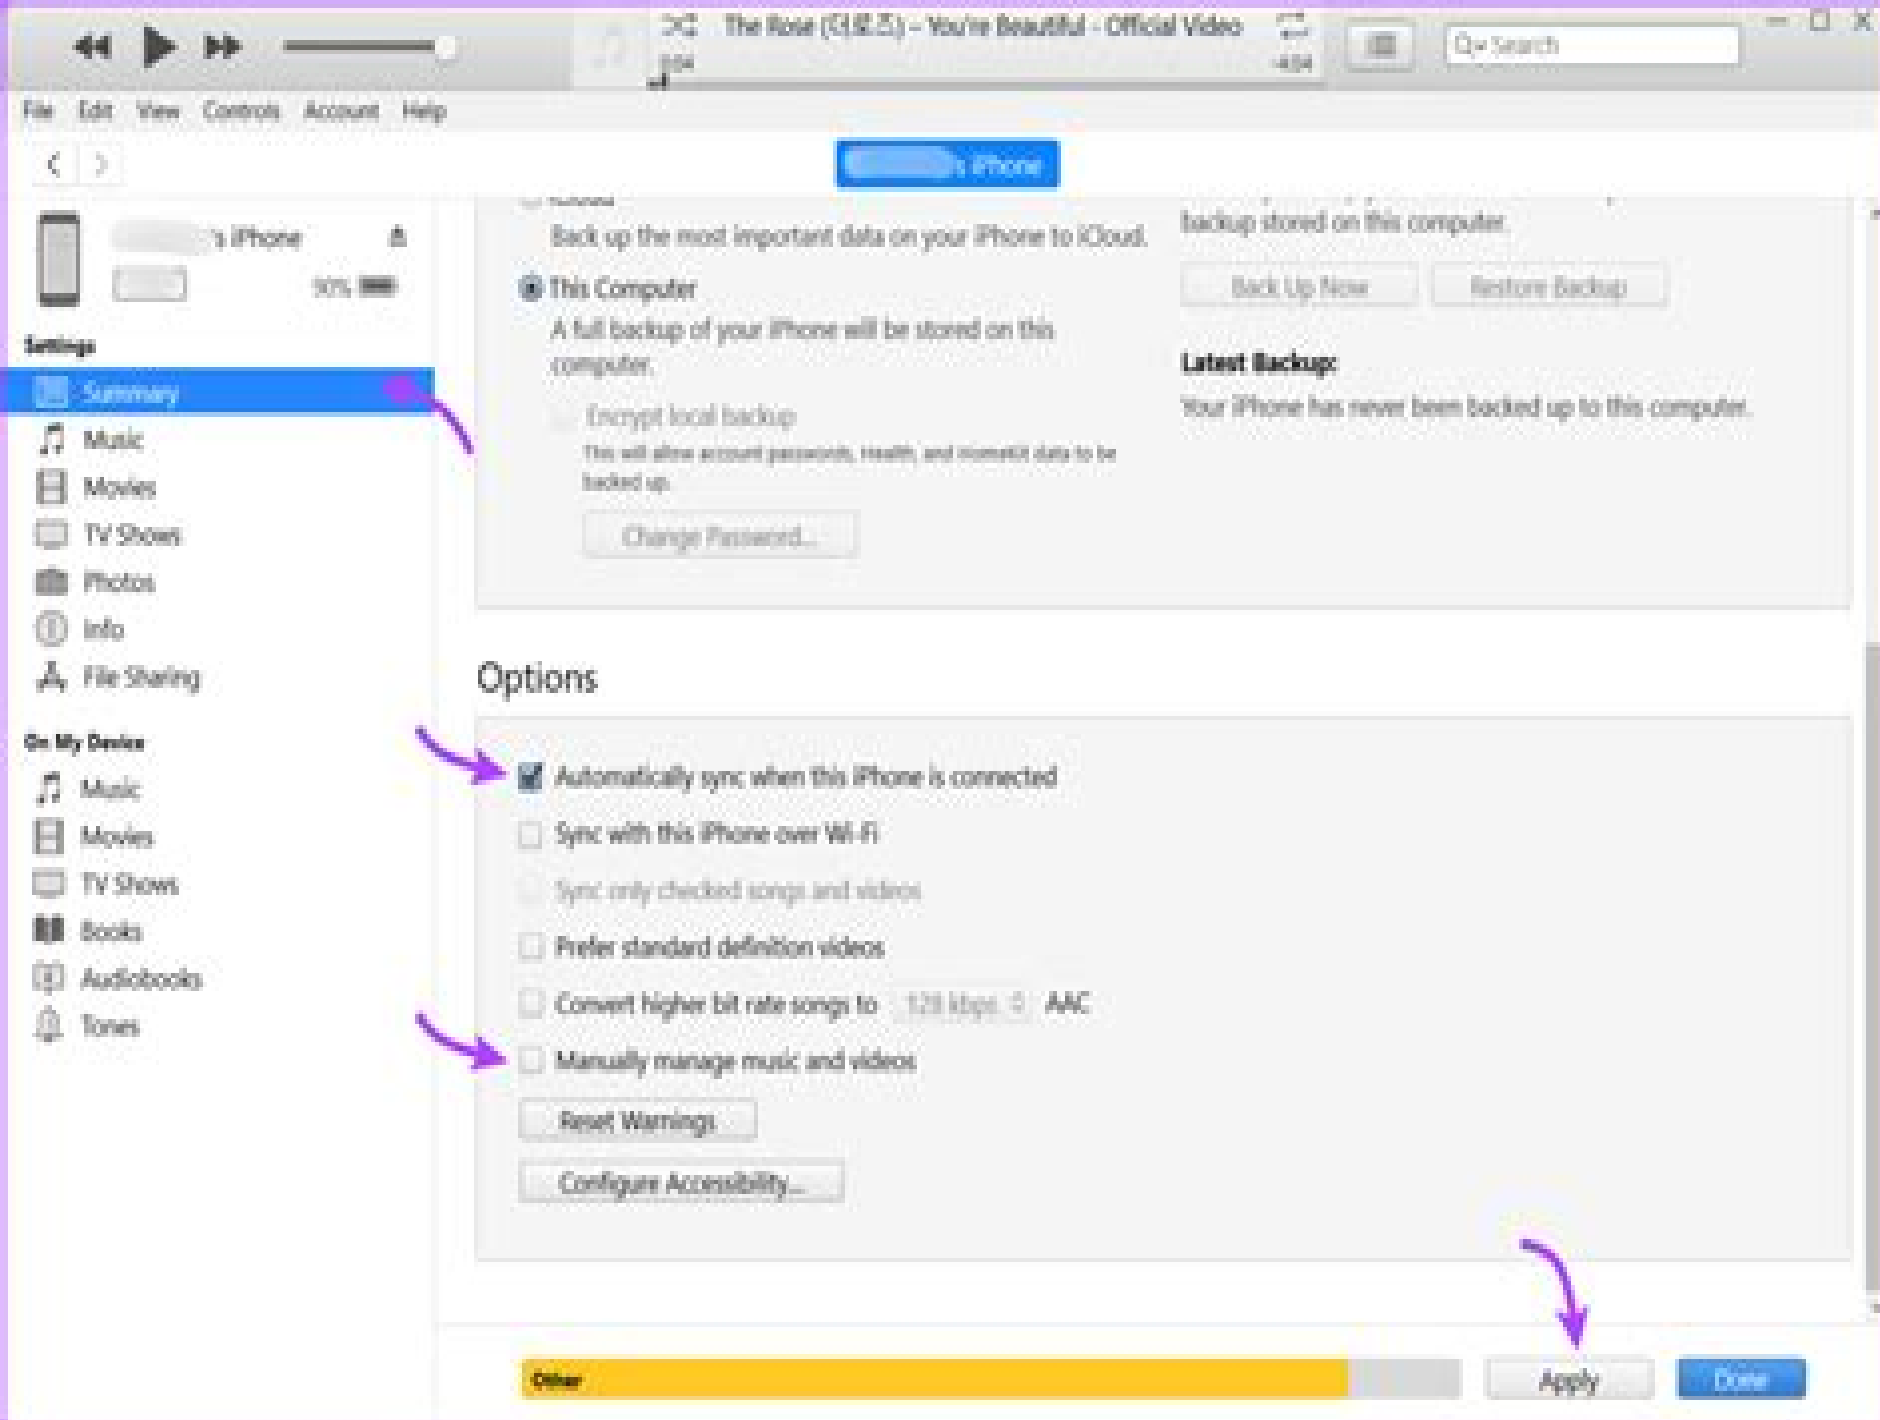 The Rose (더로즈) – You're Beautiful - Official Video
0:04
-4:04
Search
File Edit View Controls Account Help
's iPhone
's iPhone
90%
Settings
Summary
Music
Movies
TV Shows
Photos
Info
File Sharing
On My Device
Music
Movies
TV Shows
Books
Audiobooks
Tones
iCloud
Back up the most important data on your iPhone to iCloud.
This Computer
A full backup of your iPhone will be stored on this
computer.
Encrypt local backup
This will allow account passwords, Health, and HomeKit data to be
backed up.
Change Password...
backup stored on this computer.
Back Up Now
Restore Backup
Latest Backup:
Your iPhone has never been backed up to this computer.
Options
Automatically sync when this iPhone is connected
Sync with this iPhone over Wi-Fi
Sync only checked songs and videos
Prefer standard definition videos
Convert higher bit rate songs to 128 kbps AAC
Manually manage music and videos
Reset Warnings
Configure Accessibility...
Other
Apply
Done